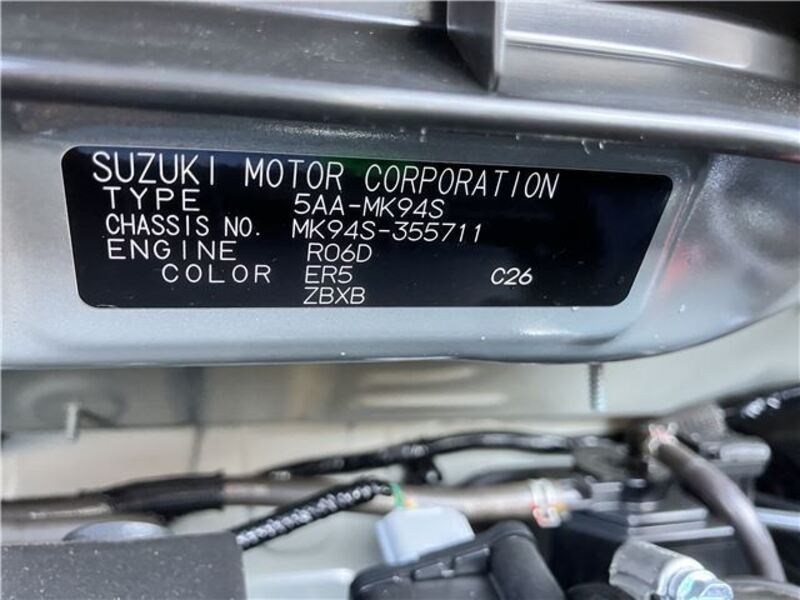 SUZUKI MOTOR CORPORATION
TYPE 5AA-MK94S
CHASSIS NO. MK94S-355711
ENGINE R06D
COLOR ER5 C26
ZBXB